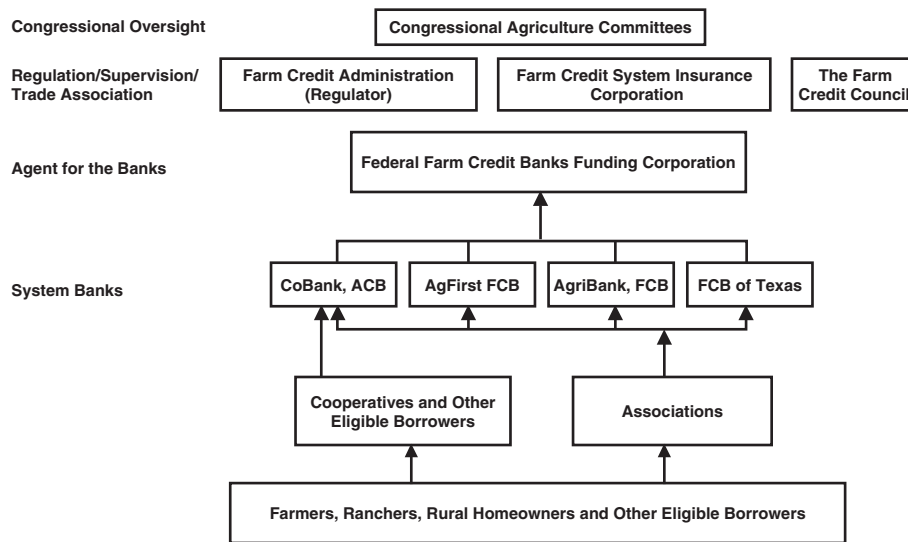 Congressional Oversight
Congressional Agriculture Committees
Regulation/Supervision/
Trade Association
Farm Credit Administration
(Regulator)
Farm Credit System Insurance
Corporation
The Farm
Credit Council
Agent for the Banks
Federal Farm Credit Banks Funding Corporation
System Banks
CoBank, ACB
AgFirst FCB
AgriBank, FCB
FCB of Texas
Cooperatives and Other
Eligible Borrowers
Associations
Farmers, Ranchers, Rural Homeowners and Other Eligible Borrowers